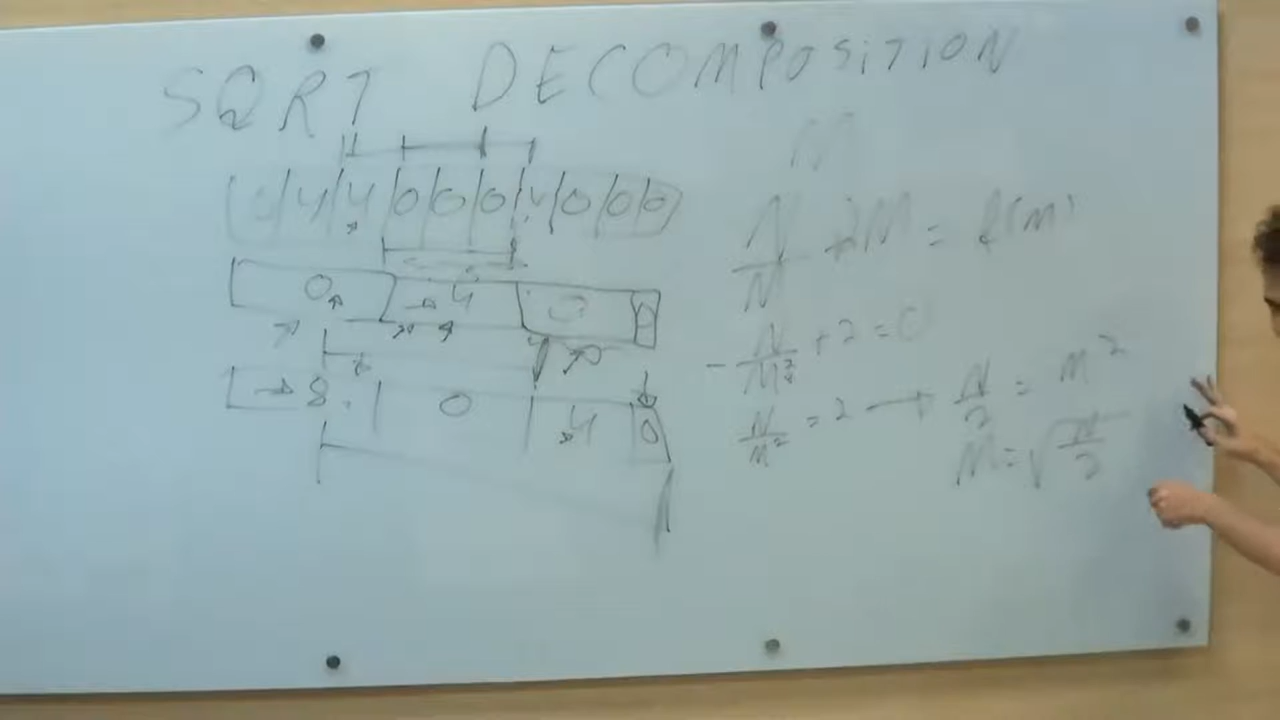 SQRT DECOMPOSITION
M
4 4 0 0 0 4 0 0 0
0 4 0 0
8 0 4 0
N/M + 2M = f(m)
- N/M² + 2 = 0
N/m² = 2 → N/2 = m²
M = √(N/2)